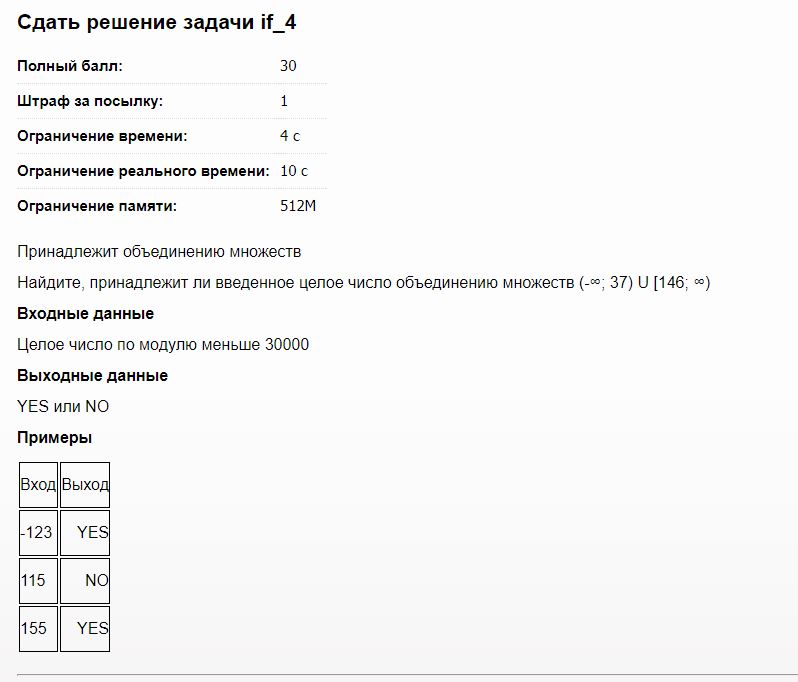 Сдать решение задачи if_4
Полный балл: 30
Штраф за посылку: 1
Ограничение времени: 4 с
Ограничение реального времени: 10 с
Ограничение памяти: 512M
Принадлежит объединению множеств
Найдите, принадлежит ли введенное целое число объединению множеств (-∞; 37) U [146; ∞)
Входные данные
Целое число по модулю меньше 30000
Выходные данные
YES или NO
Примеры
Вход Выход
-123 YES
115 NO
155 YES